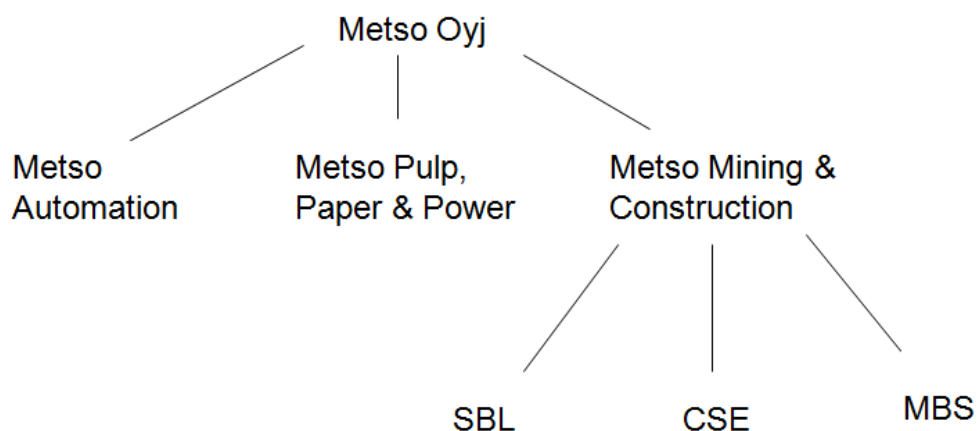 Metso Oyj
Metso
Automation
Metso Pulp,
Paper & Power
Metso Mining &
Construction
SBL
CSE
MBS